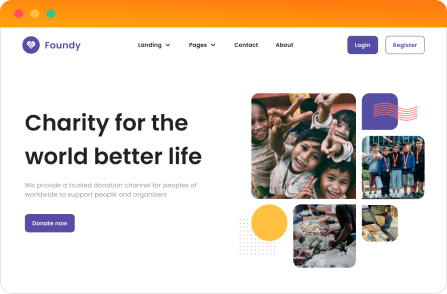 Foundy
Landing
Pages
Contact
About
Login
Register
Charity for the
world better life
We provide a trusted donation channel for peoples of
worldwide to support people and organizers
Donate now